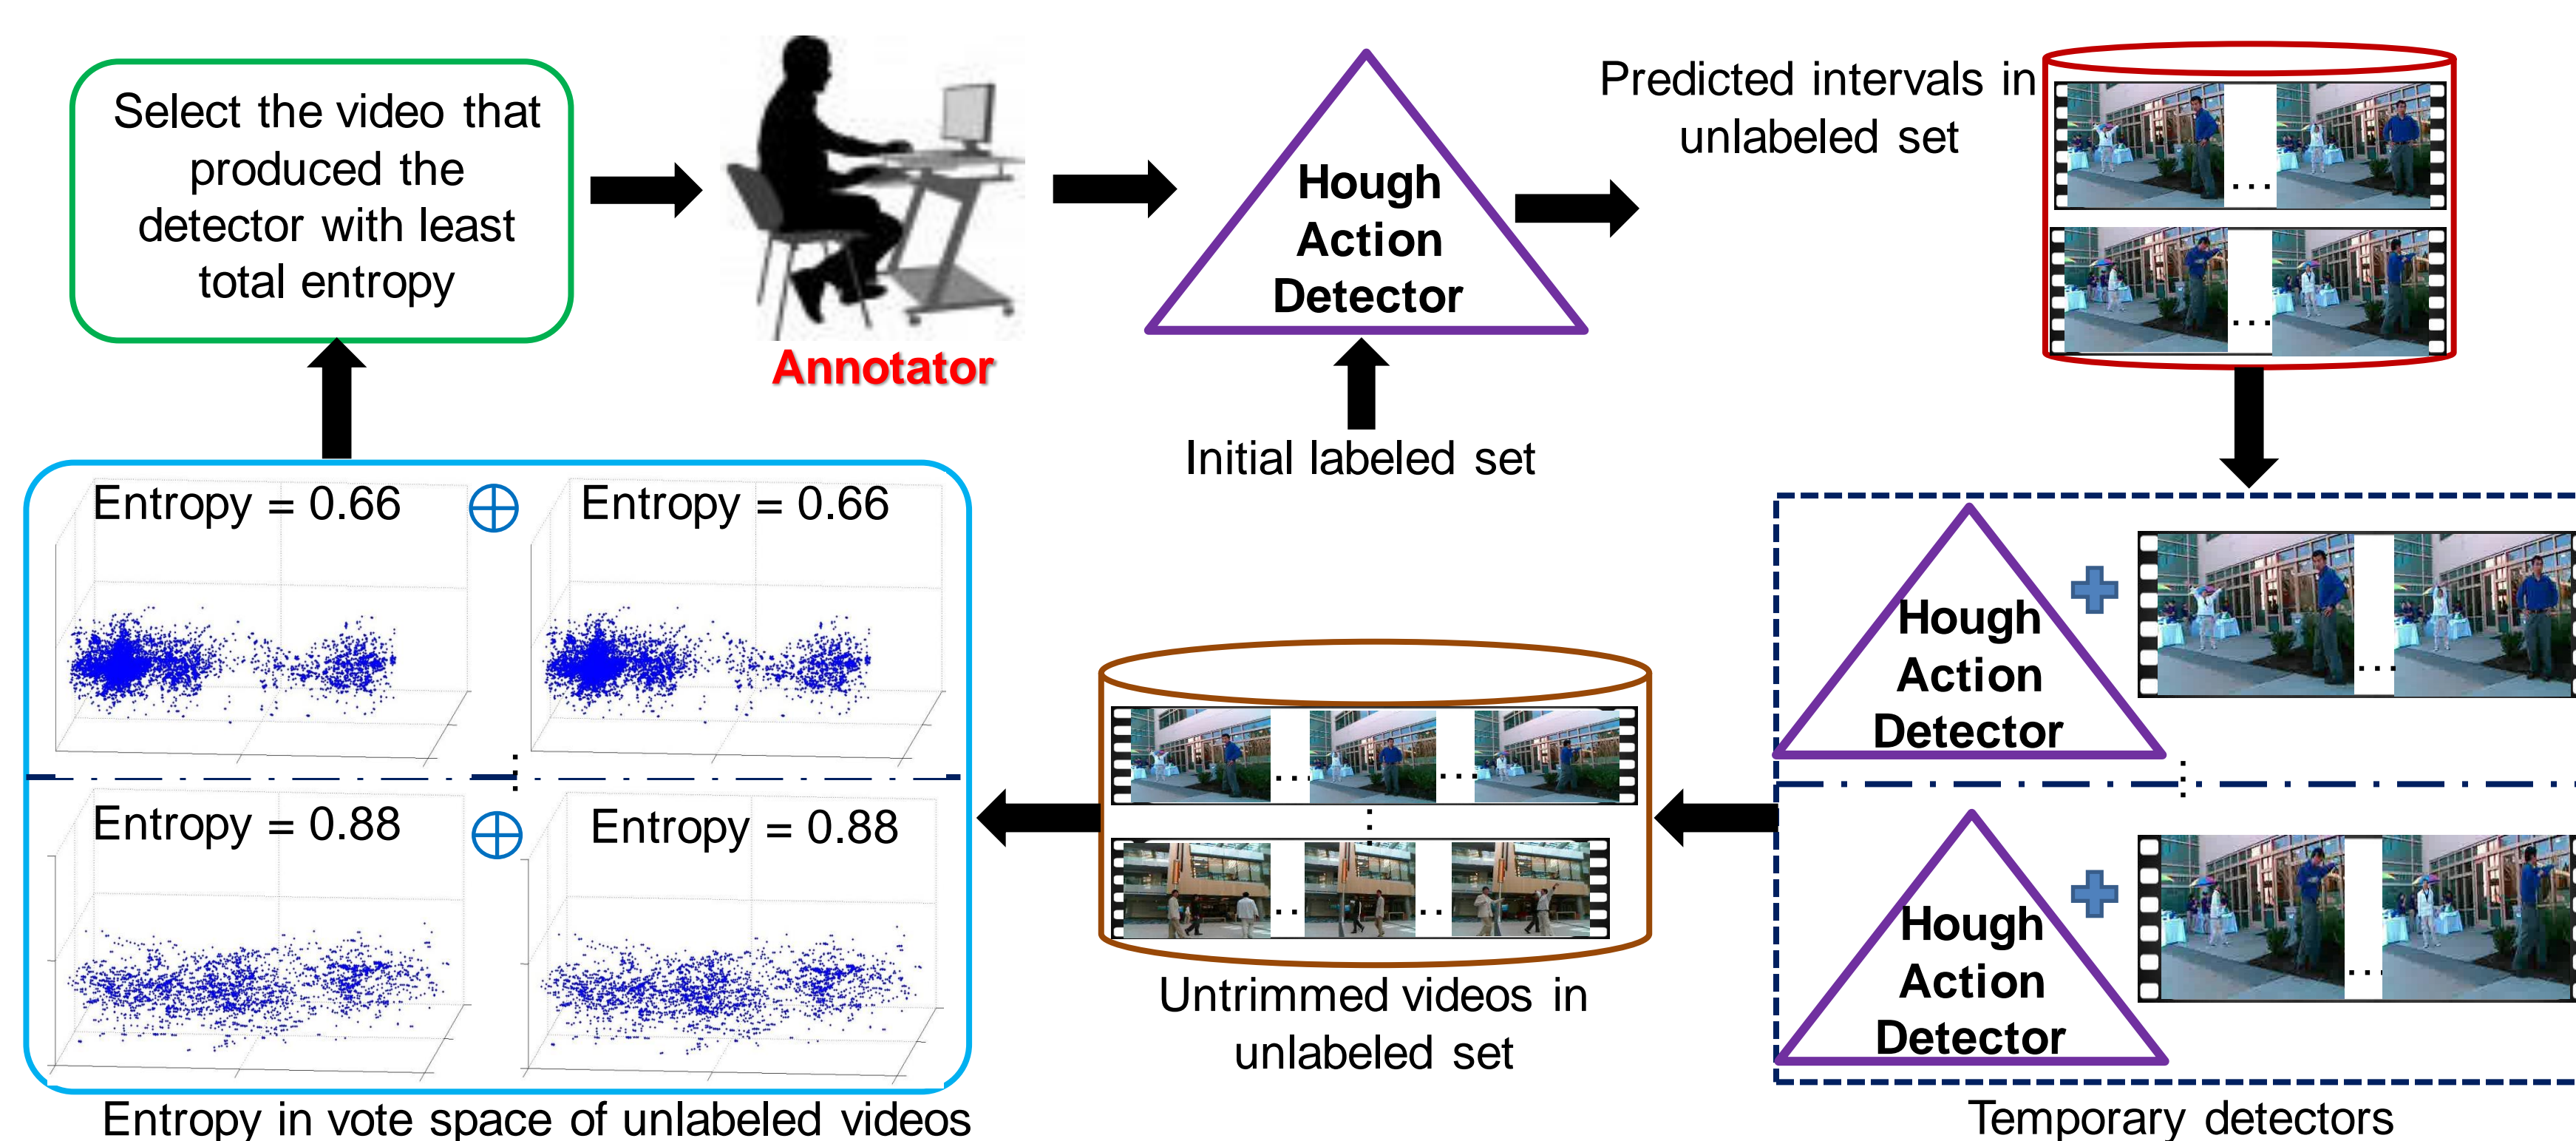 Select the video that
produced the
detector with least
total entropy
Annotator
Hough
Action
Detector
Predicted intervals in
unlabeled set
...
...
Initial labeled set
Entropy = 0.66
Entropy = 0.66
Entropy = 0.88
Entropy = 0.88
Entropy in vote space of unlabeled videos
Untrimmed videos in
unlabeled set
Hough
Action
Detector
Hough
Action
Detector
Temporary detectors